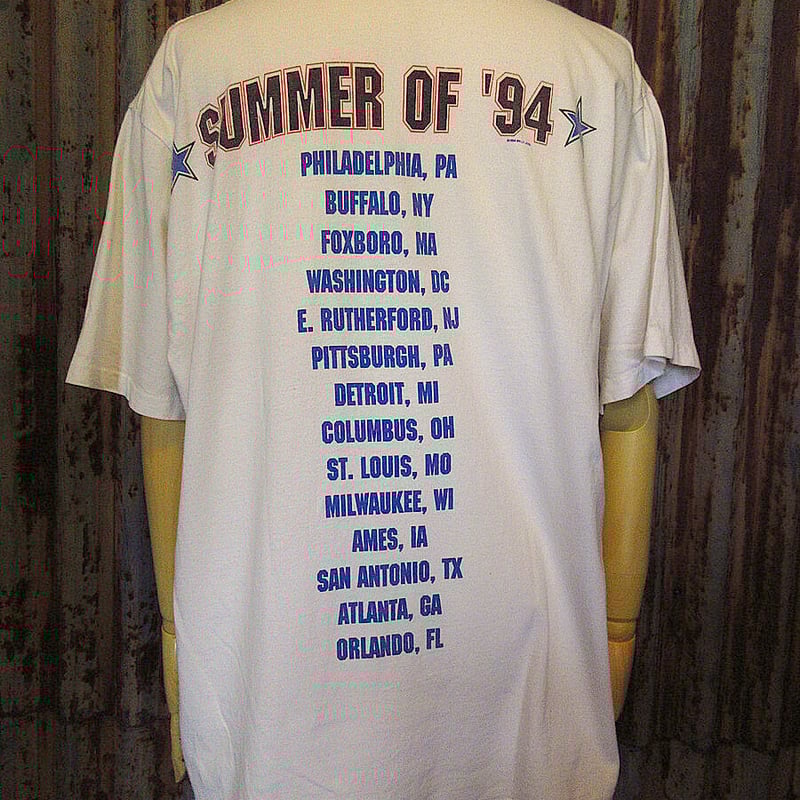 SUMMER OF '94
PHILADELPHIA, PA
BUFFALO, NY
FOXBORO, MA
WASHINGTON, DC
E. RUTHERFORD, NJ
PITTSBURGH, PA
DETROIT, MI
COLUMBUS, OH
ST. LOUIS, MO
MILWAUKEE, WI
AMES, IA
SAN ANTONIO, TX
ATLANTA, GA
ORLANDO, FL